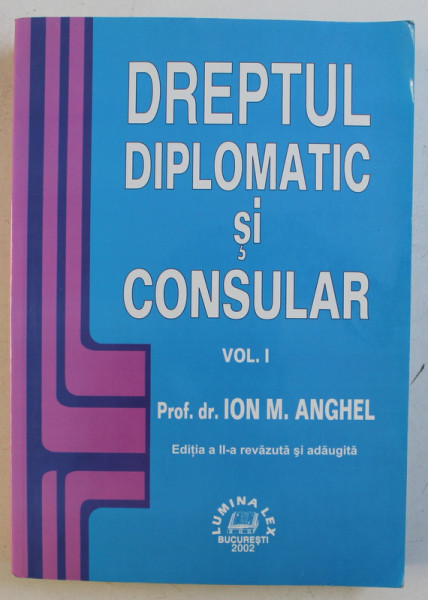 DREPTUL
DIPLOMATIC
şi
CONSULAR
VOL. I
Prof. dr. ION M. ANGHEL
Ediţia a II-a revăzută şi adăugită
LUMINA LEX
BUCUREŞTI
2002